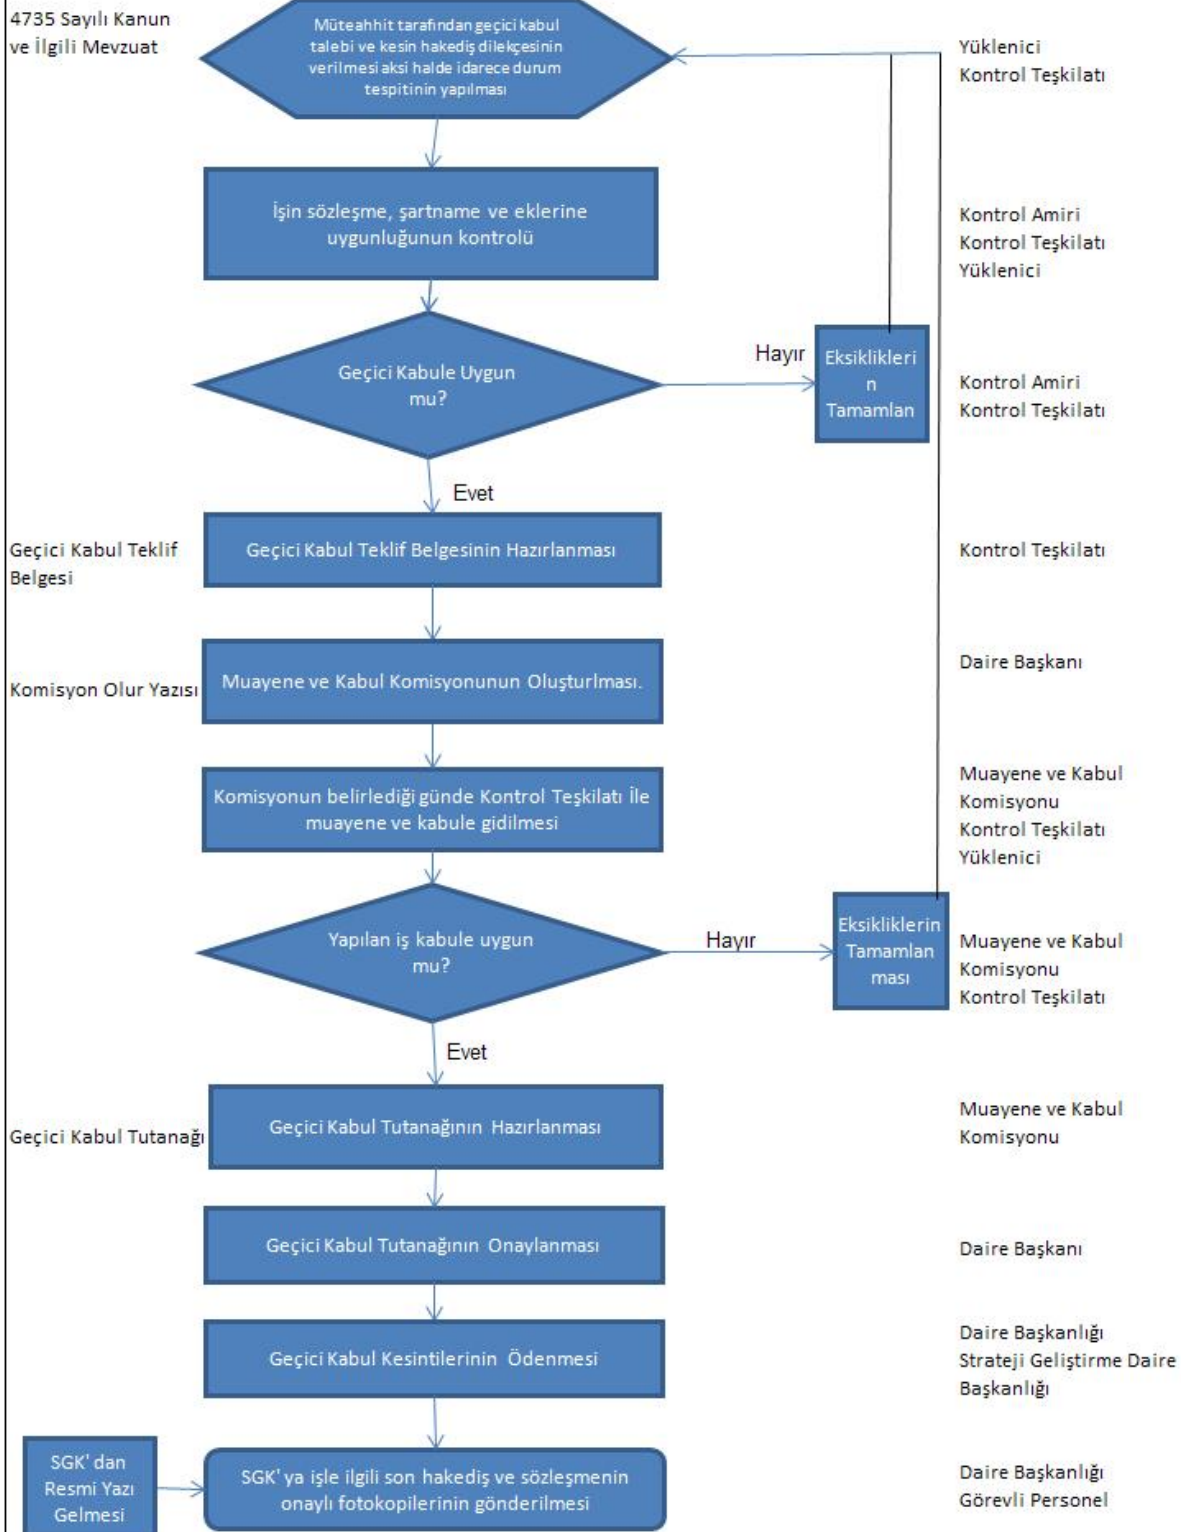 4735 Sayılı Kanun
ve İlgili Mevzuat
Müteahhit tarafından geçici kabul
talebi ve kesin hakediş dilekçesinin
verilmesi aksi halde idarece durum
tespitinin yapılması
Yüklenici
Kontrol Teşkilatı
İşin sözleşme, şartname ve eklerine
uygunluğunun kontrolü
Kontrol Amiri
Kontrol Teşkilatı
Yüklenici
Geçici Kabule Uygun
mu?
Hayır
Eksiklikleri
n
Tamamlan
Kontrol Amiri
Kontrol Teşkilatı
Evet
Geçici Kabul Teklif
Belgesi
Geçici Kabul Teklif Belgesinin Hazırlanması
Kontrol Teşkilatı
Komisyon Olur Yazısı
Muayene ve Kabul Komisyonunun Oluşturlması.
Daire Başkanı
Komisyonun belirlediği günde Kontrol Teşkilatı İle
muayene ve kabule gidilmesi
Muayene ve Kabul
Komisyonu
Kontrol Teşkilatı
Yüklenici
Yapılan iş kabule uygun
mu?
Hayır
Eksikliklerin
Tamamlan
ması
Muayene ve Kabul
Komisyonu
Kontrol Teşkilatı
Evet
Geçici Kabul Tutanağı
Geçici Kabul Tutanağının Hazırlanması
Muayene ve Kabul
Komisyonu
Geçici Kabul Tutanağının Onaylanması
Daire Başkanı
Geçici Kabul Kesintilerinin Ödenmesi
Daire Başkanlığı
Strateji Geliştirme Daire
Başkanlığı
SGK' dan
Resmi Yazı
Gelmesi
SGK' ya işle ilgili son hakediş ve sözleşmenin
onaylı fotokopilerinin gönderilmesi
Daire Başkanlığı
Görevli Personel